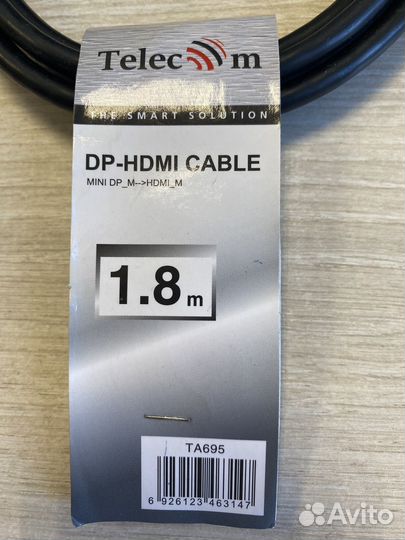 Telecom
THE SMART SOLUTION
DP-HDMI CABLE
MINI DP_M-->HDMI_M
1.8 m
TA695
6 926123 463147
Avito